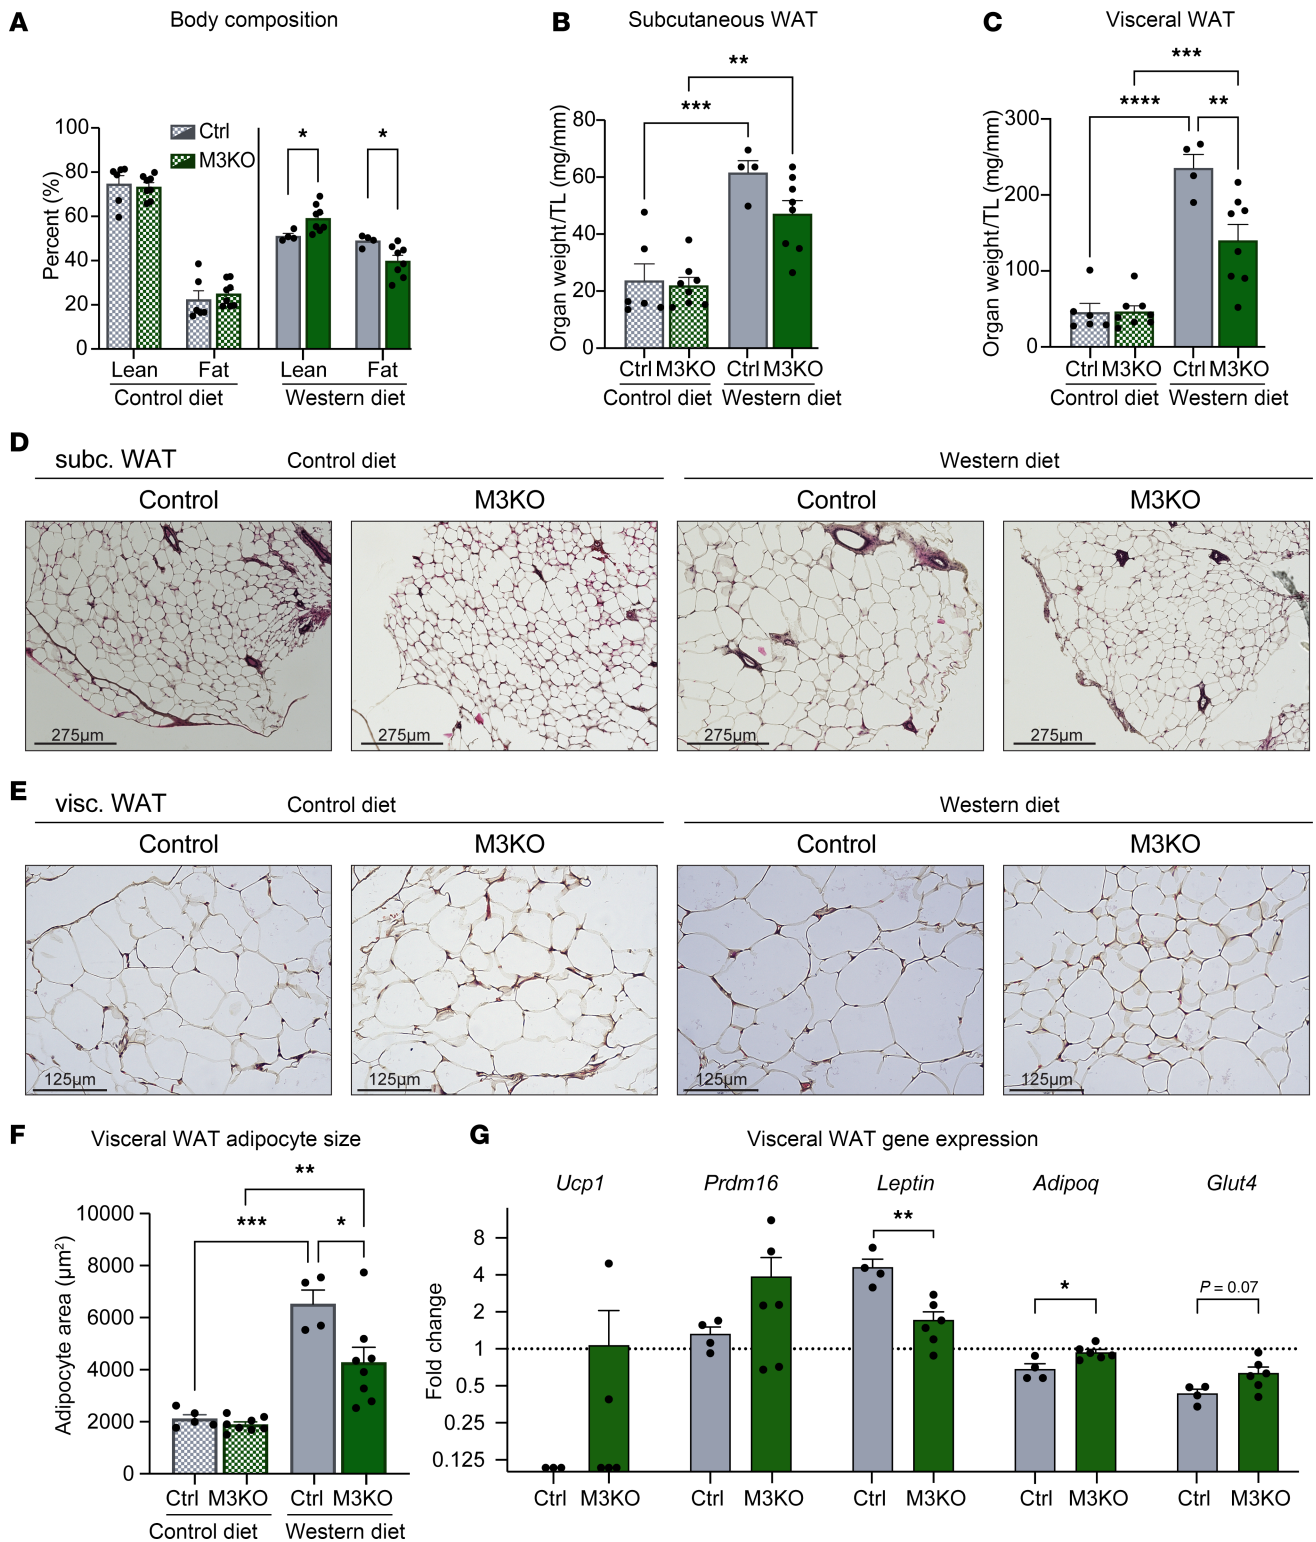 A
Body composition
Percent (%)
100
80
60
40
20
0
Ctrl
M3KO
*
*
Lean
Fat
Lean
Fat
Control diet
Western diet
B
Subcutaneous WAT
Organ weight/TL (mg/mm)
80
60
40
20
0
**
***
Ctrl M3KO Ctrl M3KO
Control diet Western diet
C
Visceral WAT
Organ weight/TL (mg/mm)
300
200
100
0
***
****
**
Ctrl M3KO Ctrl M3KO
Control diet Western diet
D
subc. WAT
Control diet
Western diet
Control
M3KO
Control
M3KO
275µm
275µm
275µm
275µm
E
visc. WAT
Control diet
Western diet
Control
M3KO
Control
M3KO
125µm
125µm
125µm
125µm
F
Visceral WAT adipocyte size
Adipocyte area (µm²)
10000
8000
6000
4000
2000
0
**
***
*
Ctrl M3KO Ctrl M3KO
Control diet Western diet
G
Visceral WAT gene expression
Ucp1
Prdm16
Leptin
Adipoq
Glut4
Fold change
8
4
2
1
0.5
0.25
0.125
**
*
P = 0.07
Ctrl M3KO
Ctrl M3KO
Ctrl M3KO
Ctrl M3KO
Ctrl M3KO